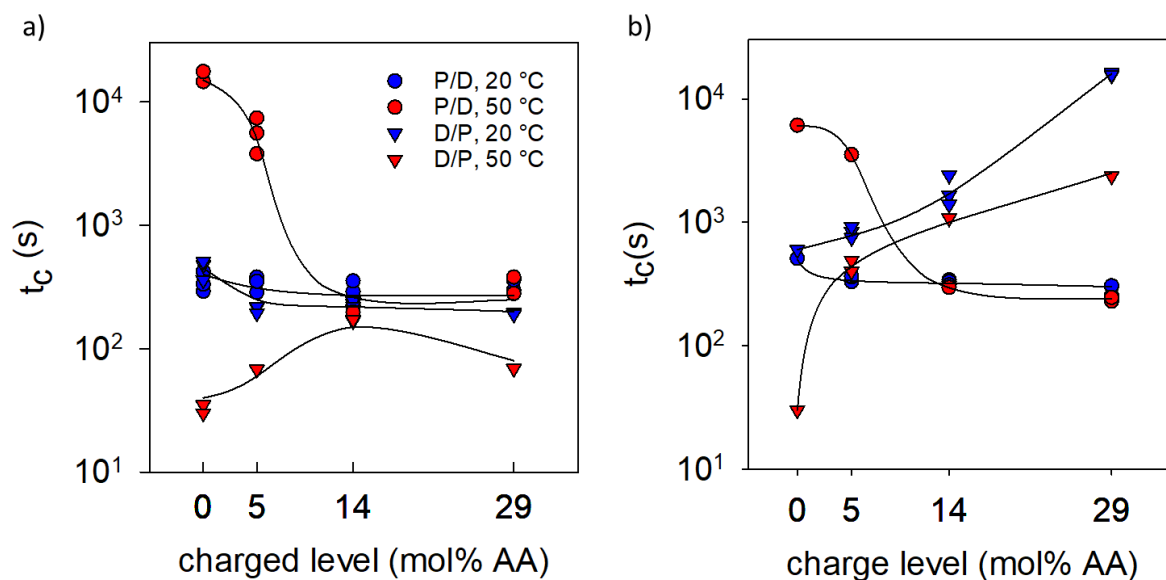 a)
10⁴
10³
10² 
10¹
t_c (s)
0 5 14 29
charged level (mol% AA)
P/D, 20 °C
P/D, 50 °C
D/P, 20 °C
D/P, 50 °C
b)
10⁴
10³
10²
10¹
t_c(s)
0 5 14 29
charge level (mol% AA)